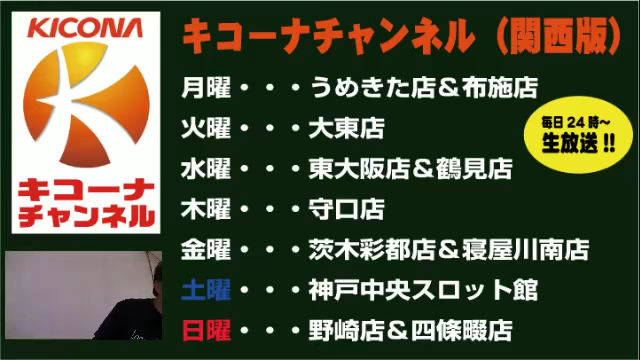 KICONA
キコーナ
チャンネル
キコーナチャンネル（関西版）
月曜・・・うめきた店＆布施店
火曜・・・大東店
水曜・・・東大阪店＆鶴見店
木曜・・・守口店
金曜・・・茨木彩都店＆寝屋川南店
土曜・・・神戸中央スロット館
日曜・・・野崎店＆四條畷店
毎日24時～
生放送!!